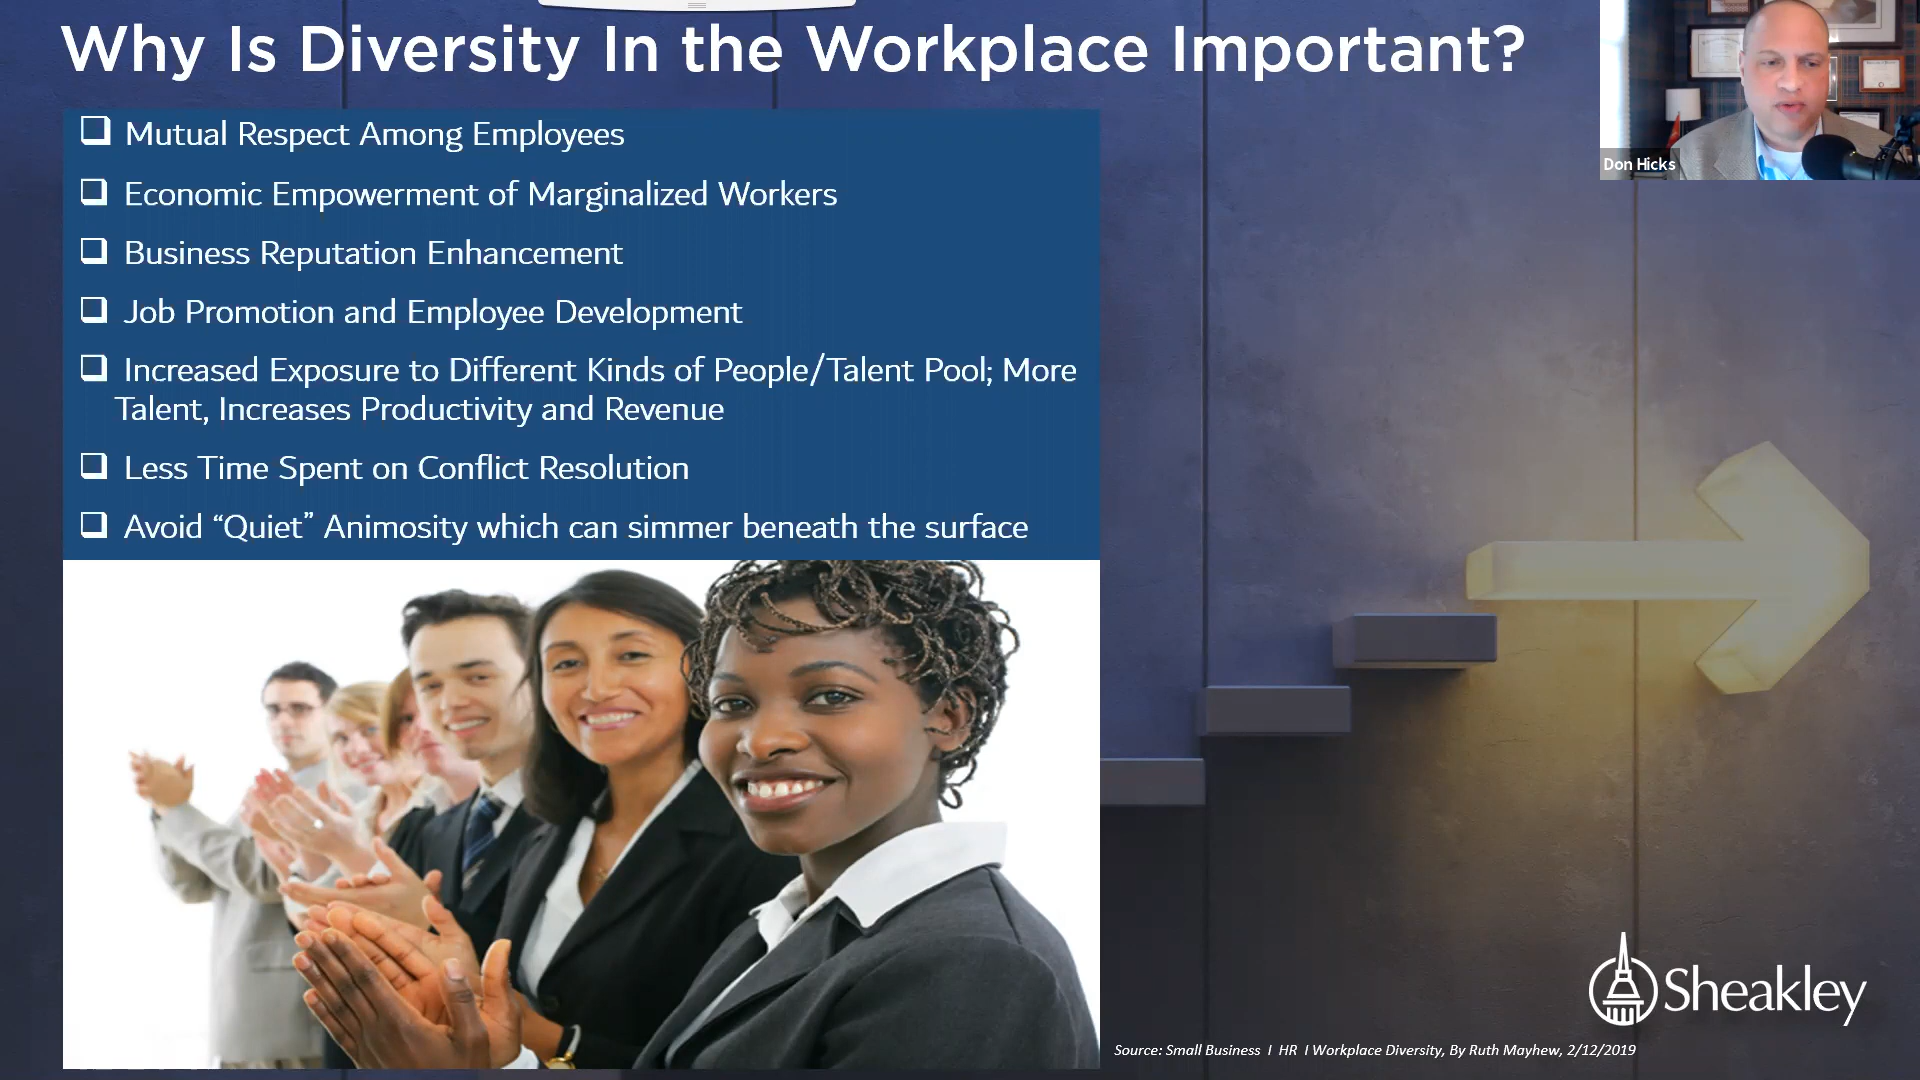 Why Is Diversity In the Workplace Important?
Don Hicks
Mutual Respect Among Employees
Economic Empowerment of Marginalized Workers
Business Reputation Enhancement
Job Promotion and Employee Development
Increased Exposure to Different Kinds of People/Talent Pool; More
Talent, Increases Productivity and Revenue
Less Time Spent on Conflict Resolution
Avoid “Quiet” Animosity which can simmer beneath the surface
Sheakley
Source: Small Business I HR I Workplace Diversity, By Ruth Mayhew, 2/12/2019